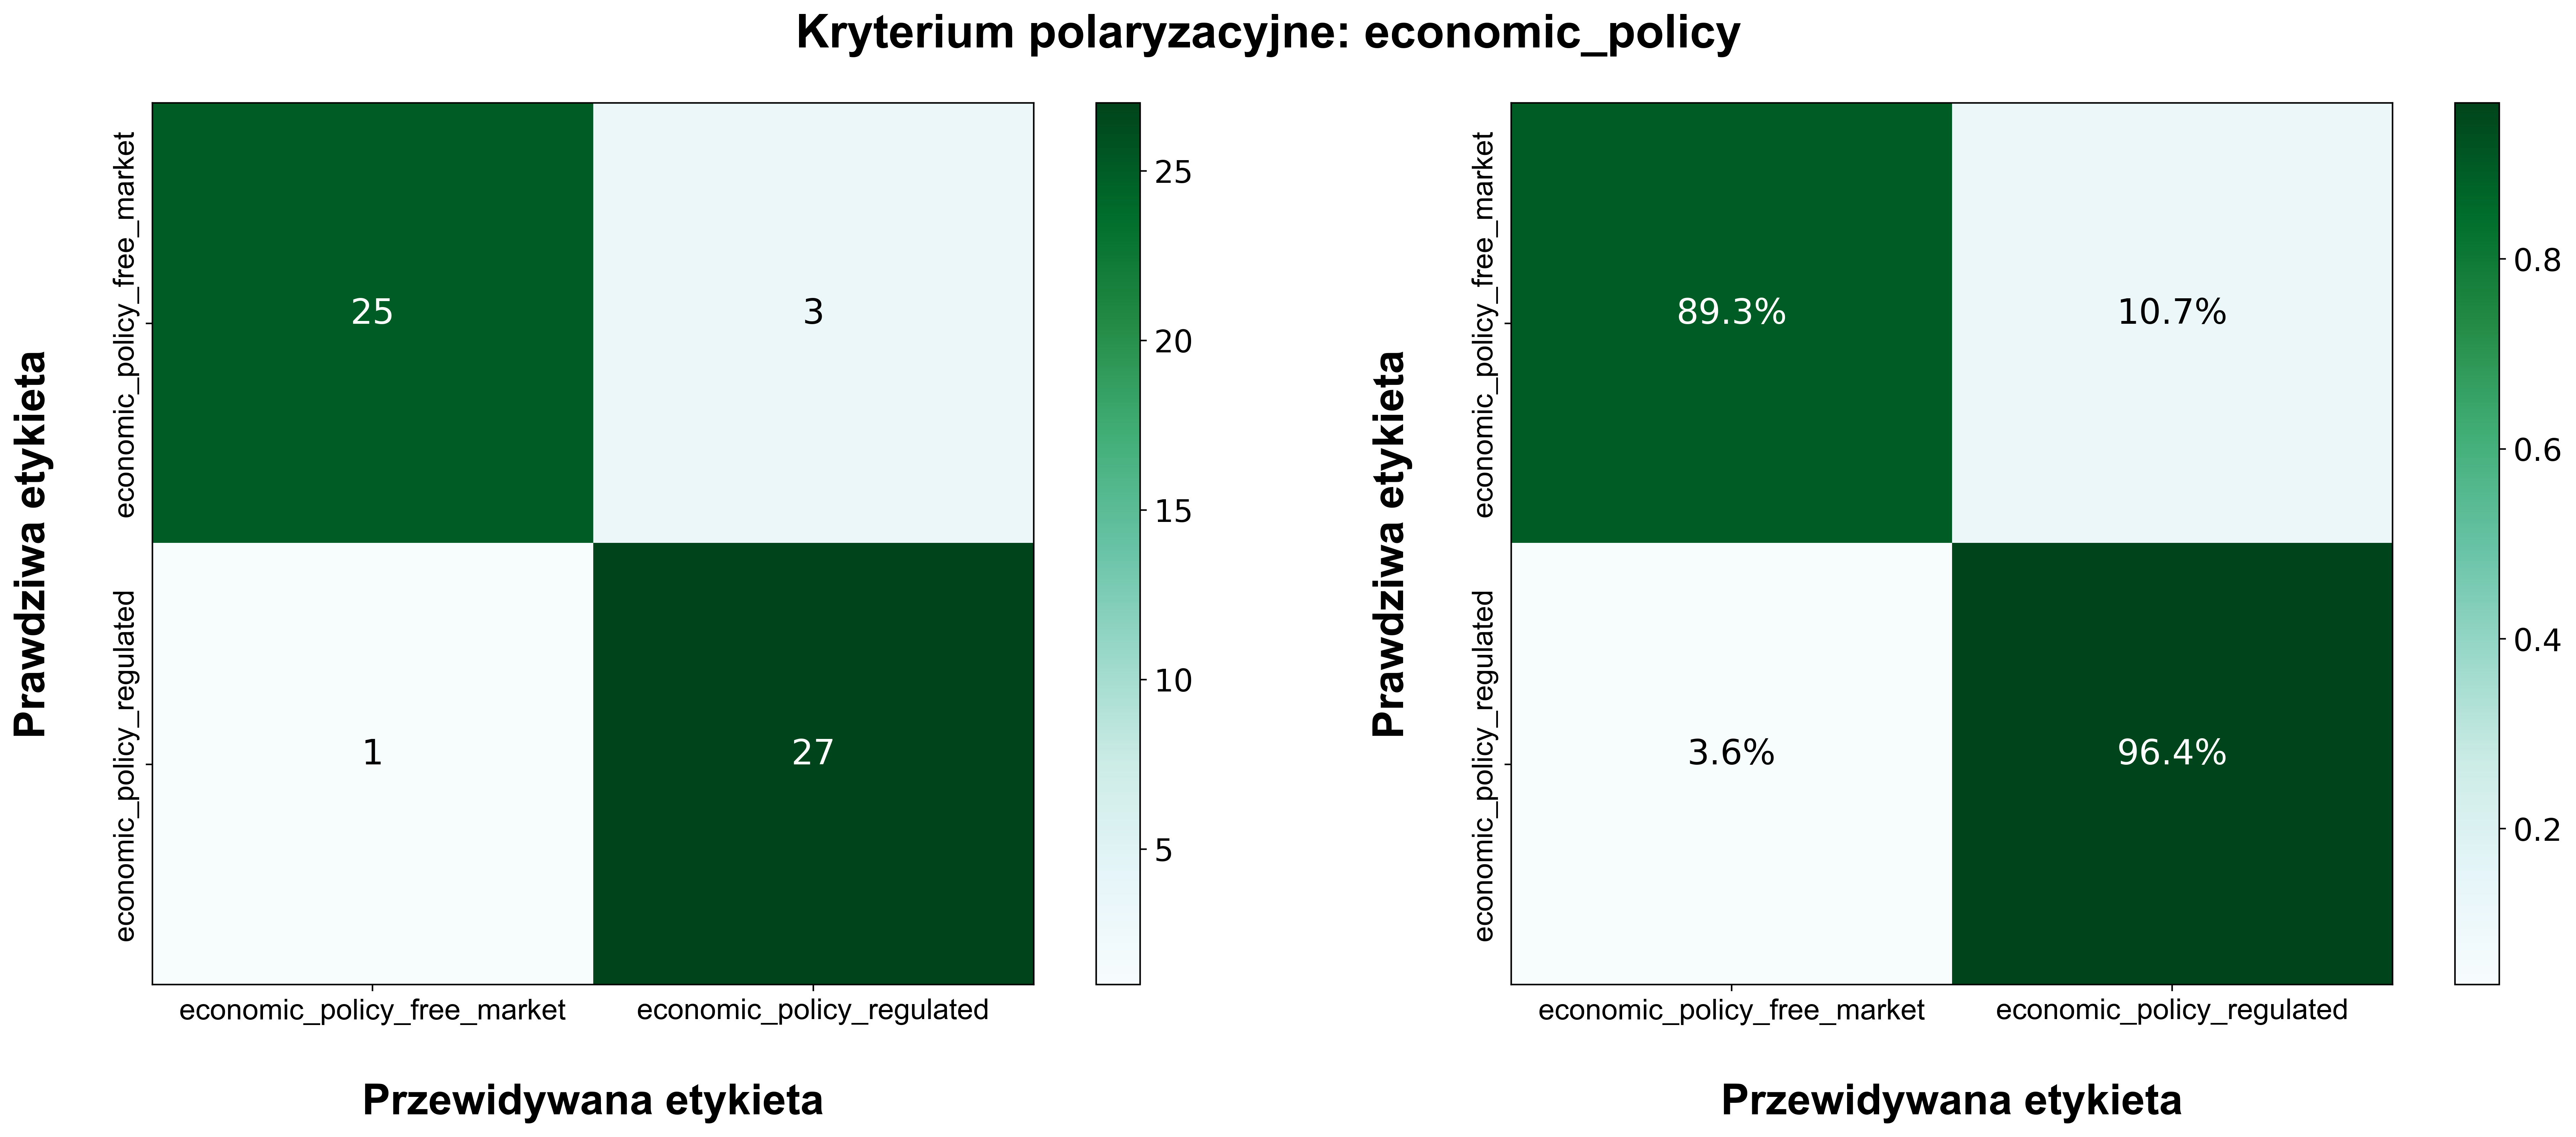 Kryterium polaryzacyjne: economic_policy
Prawdziwa etykieta
economic_policy_free_market
economic_policy_regulated
25
3
1
27
economic_policy_free_market
economic_policy_regulated
Przewidywana etykieta
25
20
15
10
5
Prawdziwa etykieta
economic_policy_free_market
economic_policy_regulated
89.3%
10.7%
3.6%
96.4%
economic_policy_free_market
economic_policy_regulated
Przewidywana etykieta
0.8
0.6
0.4
0.2